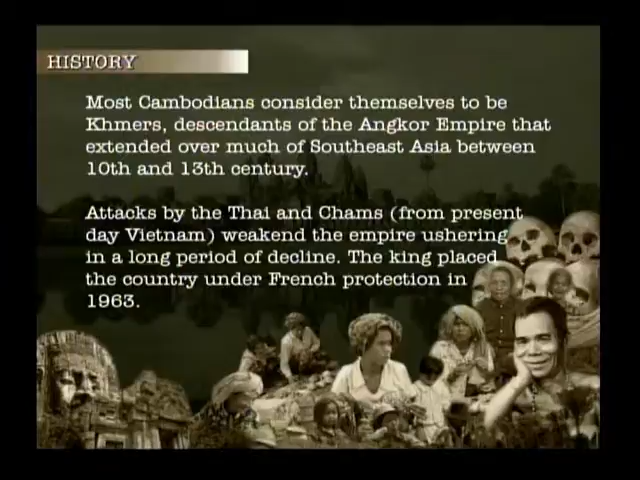 HISTORY
Most Cambodians consider themselves to be
Khmers, descendants of the Angkor Empire that
extended over much of Southeast Asia between
10th and 13th century.
Attacks by the Thai and Chams (from present
day Vietnam) weakend the empire ushering
in a long period of decline. The king placed
the country under French protection in
1963.